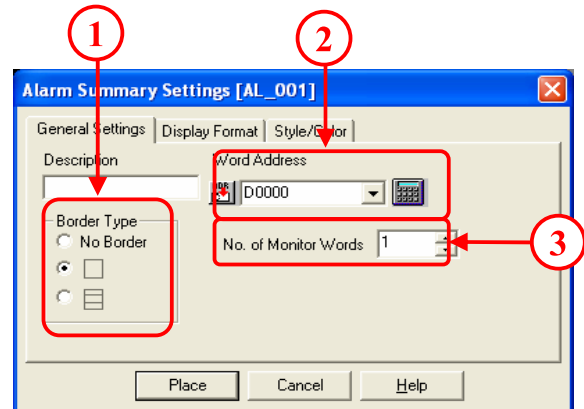 1
2
Alarm Summary Settings [AL_001]
General Settings Display Format Style/Color
Description Word Address
D0000
Border Type
No Border
No. of Monitor Words 1
3
Place Cancel Help